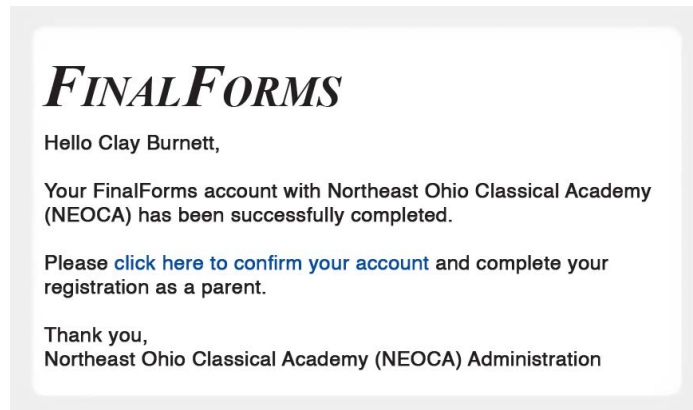 FINALFORMS
Hello Clay Burnett,
Your FinalForms account with Northeast Ohio Classical Academy
(NEOCA) has been successfully completed.
Please click here to confirm your account and complete your
registration as a parent.
Thank you,
Northeast Ohio Classical Academy (NEOCA) Administration